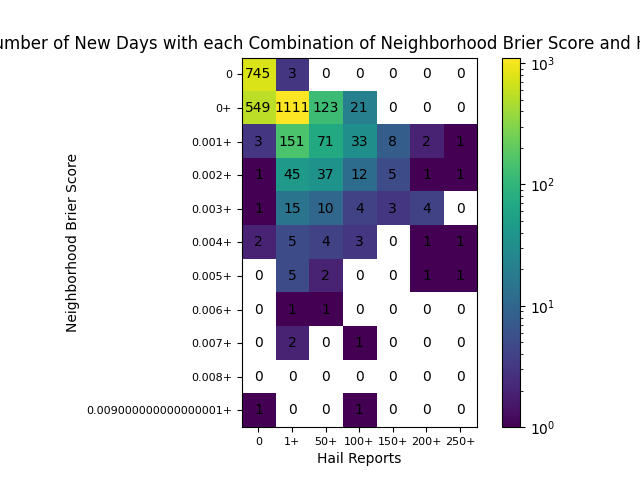 umber of New Days with each Combination of Neighborhood Brier Score and H
Neighborhood Brier Score
0 745 3 0 0 0 0 0
0+ 549 1111 123 21 0 0 0
0.001+ 3 151 71 33 8 2 1
0.002+ 1 45 37 12 5 1 1
0.003+ 1 15 10 4 3 4 0
0.004+ 2 5 4 3 0 1 1
0.005+ 0 5 2 0 0 1 1
0.006+ 0 1 1 0 0 0 0
0.007+ 0 2 0 1 0 0 0
0.008+ 0 0 0 0 0 0 0
0.009000000000000001+ 1 0 0 1 0 0 0
0 1+ 50+ 100+ 150+ 200+ 250+
Hail Reports
10³
10²
10¹
10⁰